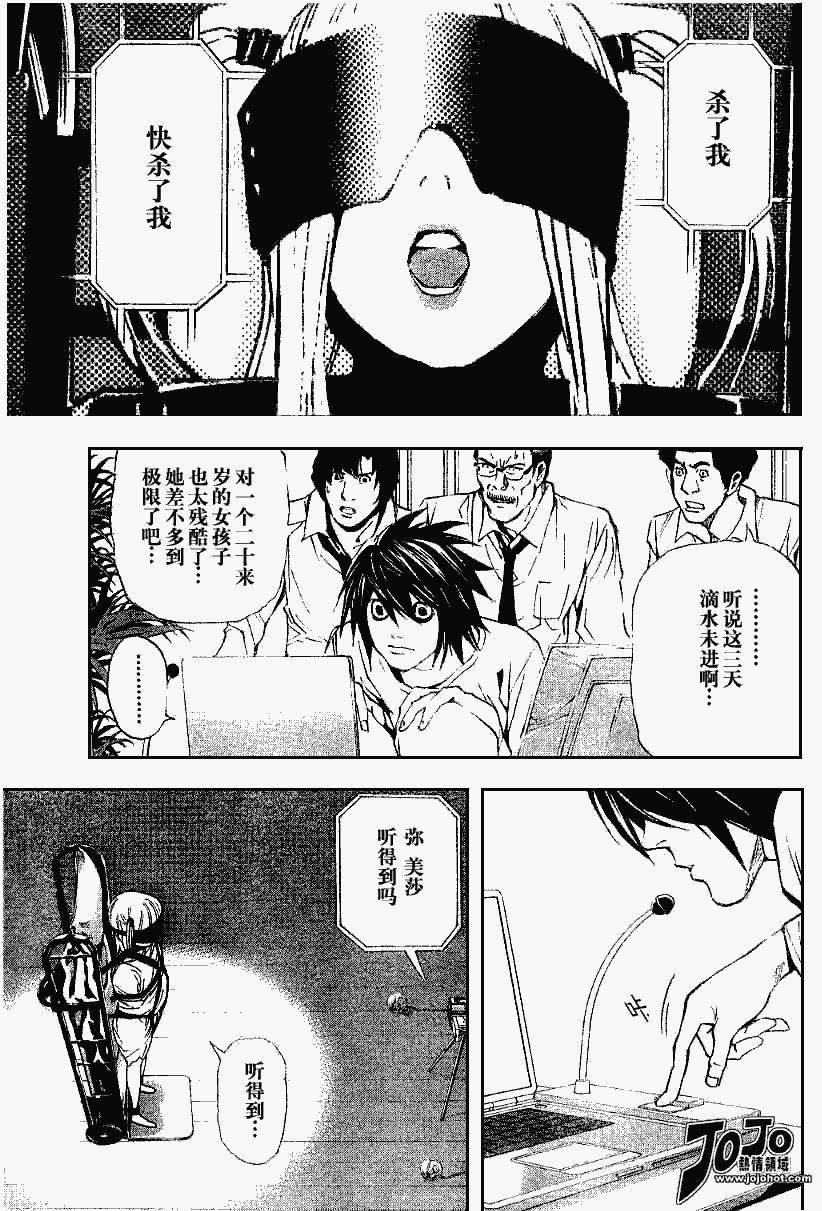 杀了我
快杀了我
…………
听说这三天
滴水未进啊…
对一个二十来
岁的女孩子
也太残酷了…
她差不多到
极限了吧…
…………
弥 美莎
听得到吗
听得到…
JOJO
熱情領域
www.jojohot.com